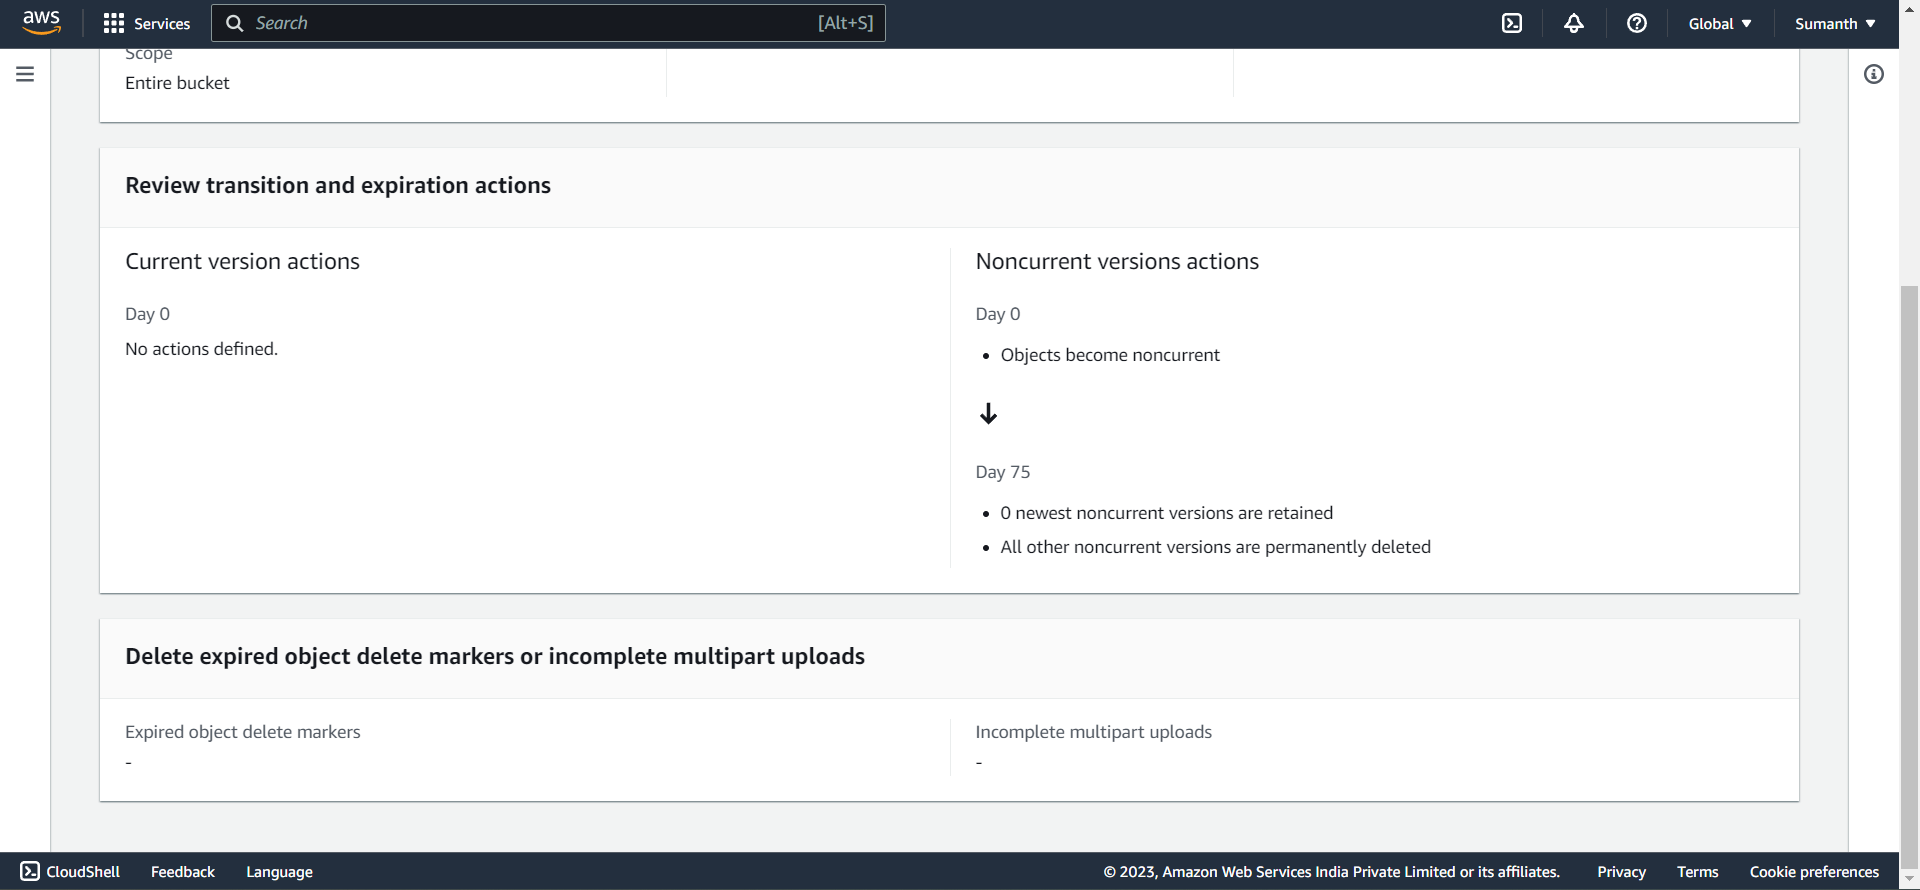 aws Services Search [Alt+S] Global Sumanth
Scope
Entire bucket
Review transition and expiration actions
Current version actions
Day 0
No actions defined.
Noncurrent versions actions
Day 0
Objects become noncurrent
Day 75
0 newest noncurrent versions are retained
All other noncurrent versions are permanently deleted
Delete expired object delete markers or incomplete multipart uploads
Expired object delete markers
-
Incomplete multipart uploads
-
CloudShell Feedback Language © 2023, Amazon Web Services India Private Limited or its affiliates. Privacy Terms Cookie preferences